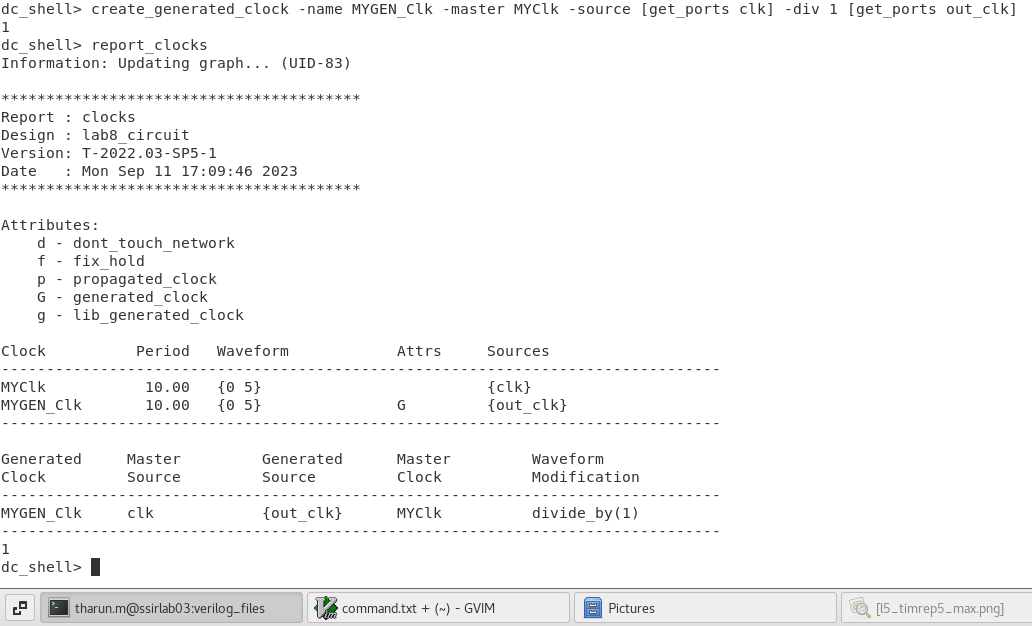 dc_shell> create_generated_clock -name MYGEN_Clk -master MYClk -source [get_ports clk] -div 1 [get_ports out_clk]
1
dc_shell> report_clocks
Information: Updating graph... (UID-83)
****************************************
Report : clocks
Design : lab8_circuit
Version: T-2022.03-SP5-1
Date   : Mon Sep 11 17:09:46 2023
****************************************
Attributes:
    d - dont_touch_network
    f - fix_hold
    p - propagated_clock
    G - generated_clock
    g - lib_generated_clock
Clock          Period   Waveform            Attrs     Sources
--------------------------------------------------------------------------------
MYClk           10.00   {0 5}                         {clk}
MYGEN_Clk       10.00   {0 5}               G         {out_clk}
--------------------------------------------------------------------------------
Generated     Master         Generated      Master         Waveform
Clock         Source         Source         Clock          Modification
--------------------------------------------------------------------------------
MYGEN_Clk     clk            {out_clk}      MYClk          divide_by(1)
--------------------------------------------------------------------------------
1
dc_shell>
tharun.m@ssirlab03:verilog_files command.txt + (~) - GVIM Pictures [l5_timrep5_max.png]